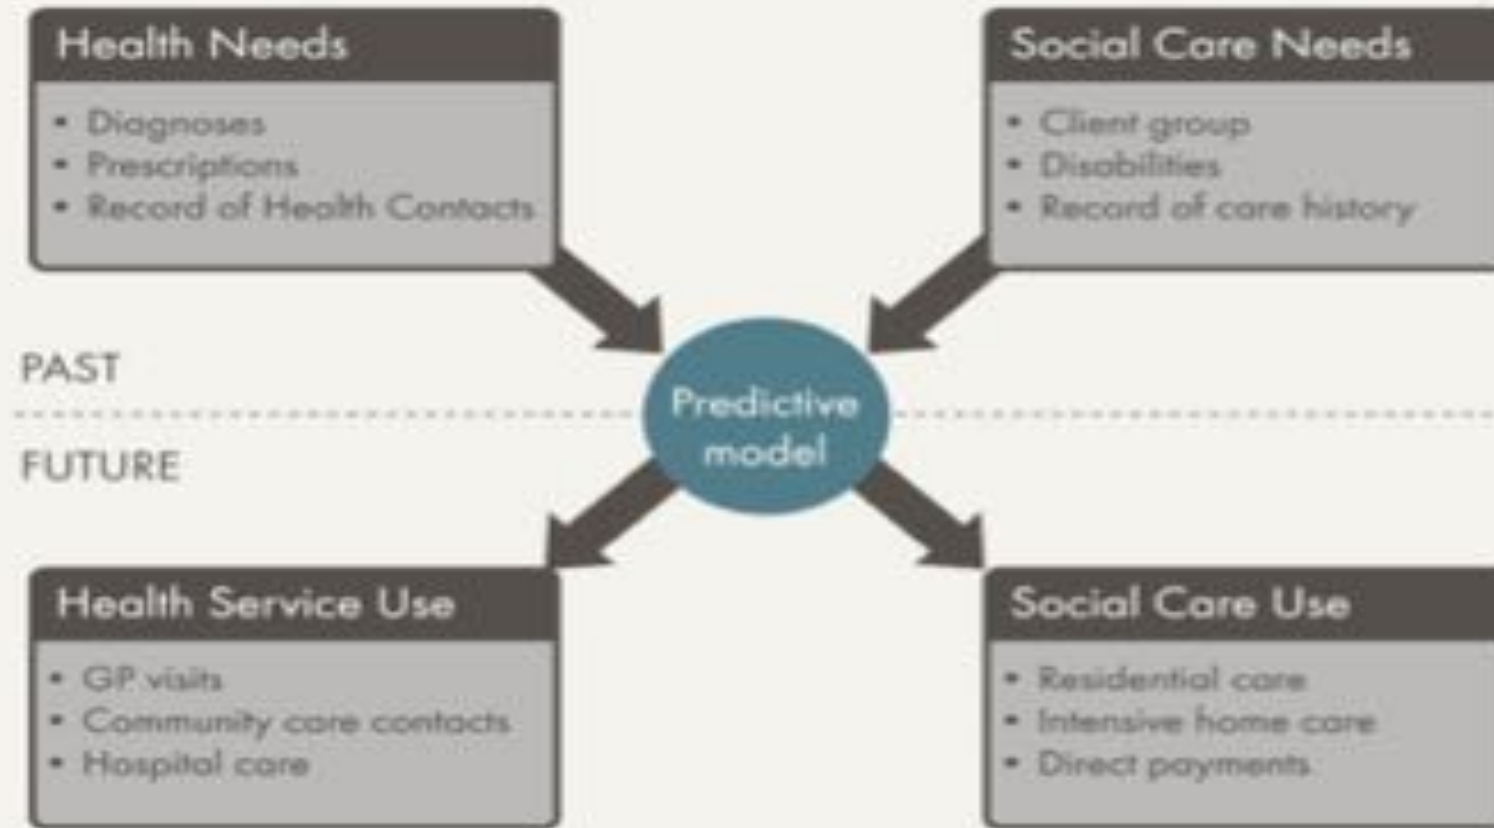 Health Needs
• Diagnoses
• Prescriptions
• Record of Health Contacts
Social Care Needs
• Client group
• Disabilities
• Record of care history
PAST
Predictive
model
FUTURE
Health Service Use
• GP visits
• Community care contacts
• Hospital care
Social Care Use
• Residential care
• Intensive home care
• Direct payments